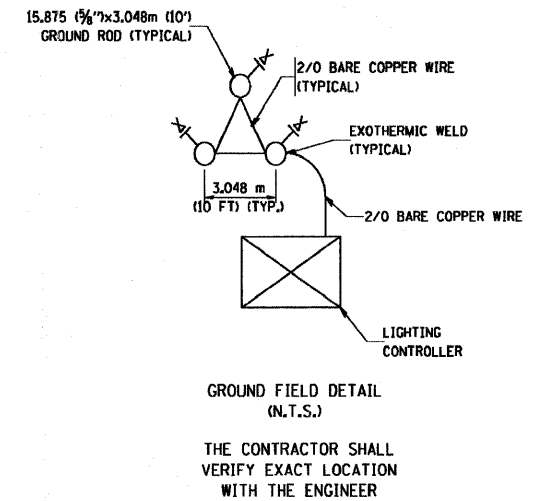 15.875 (⅝")x3.048m (10')
GROUND ROD (TYPICAL)
2/0 BARE COPPER WIRE
(TYPICAL)
EXOTHERMIC WELD
(TYPICAL)
3.048 m
(10 FT) (TYP.)
2/0 BARE COPPER WIRE
LIGHTING
CONTROLLER
GROUND FIELD DETAIL
(N.T.S.)
THE CONTRACTOR SHALL
VERIFY EXACT LOCATION
WITH THE ENGINEER